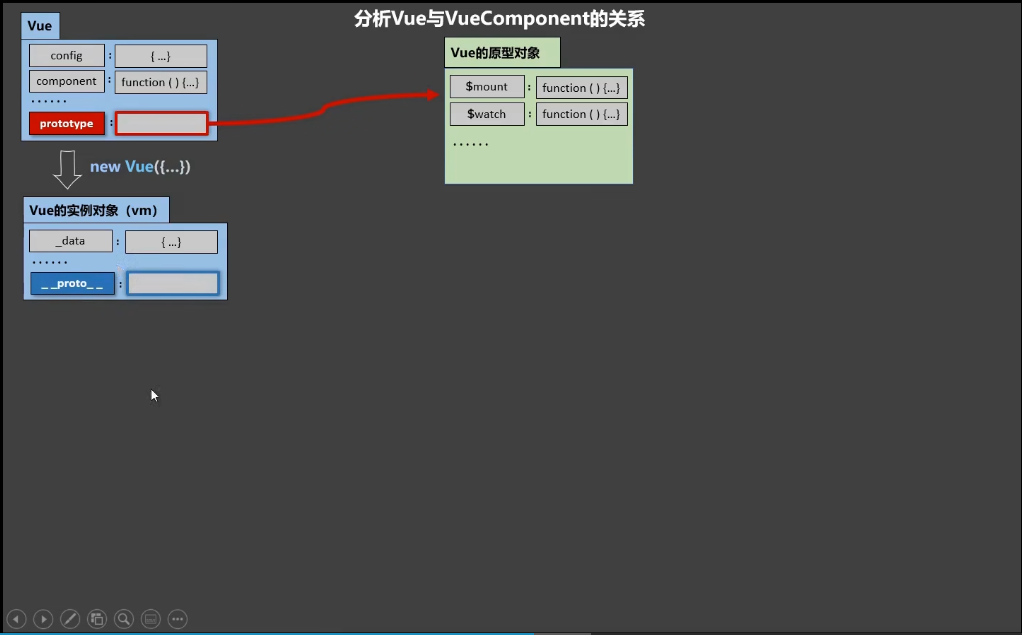 分析Vue与VueComponent的关系
Vue
config : { ...}
component : function ( ) {...}
······
prototype :
new Vue({...})
Vue的原型对象
$mount : function ( ) {...}
$watch : function ( ) {...}
······
Vue的实例对象（vm）
_data : { ...}
······
_ _proto_ _ :